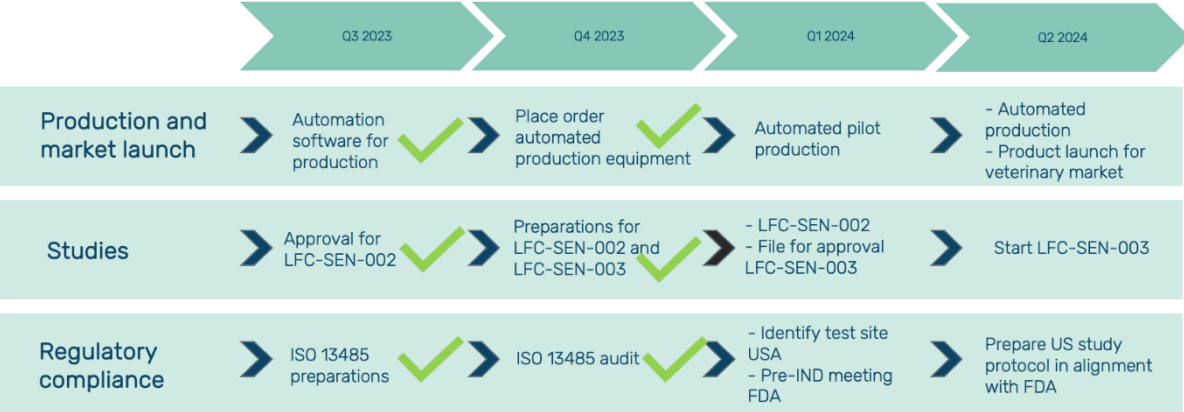 Q3 2023
Q4 2023
Q1 2024
Q2 2024
Production and
market launch
Automation
software for
production
Place order
automated
production equipment
Automated pilot
production
- Automated
production
- Product launch for
veterinary market
Studies
Approval for
LFC-SEN-002
Preparations for
LFC-SEN-002 and
LFC-SEN-003
- LFC-SEN-002
- File for approval
LFC-SEN-003
Start LFC-SEN-003
Regulatory
compliance
ISO 13485
preparations
ISO 13485 audit
- Identify test site
USA
- Pre-IND meeting
FDA
Prepare US study
protocol in alignment
with FDA